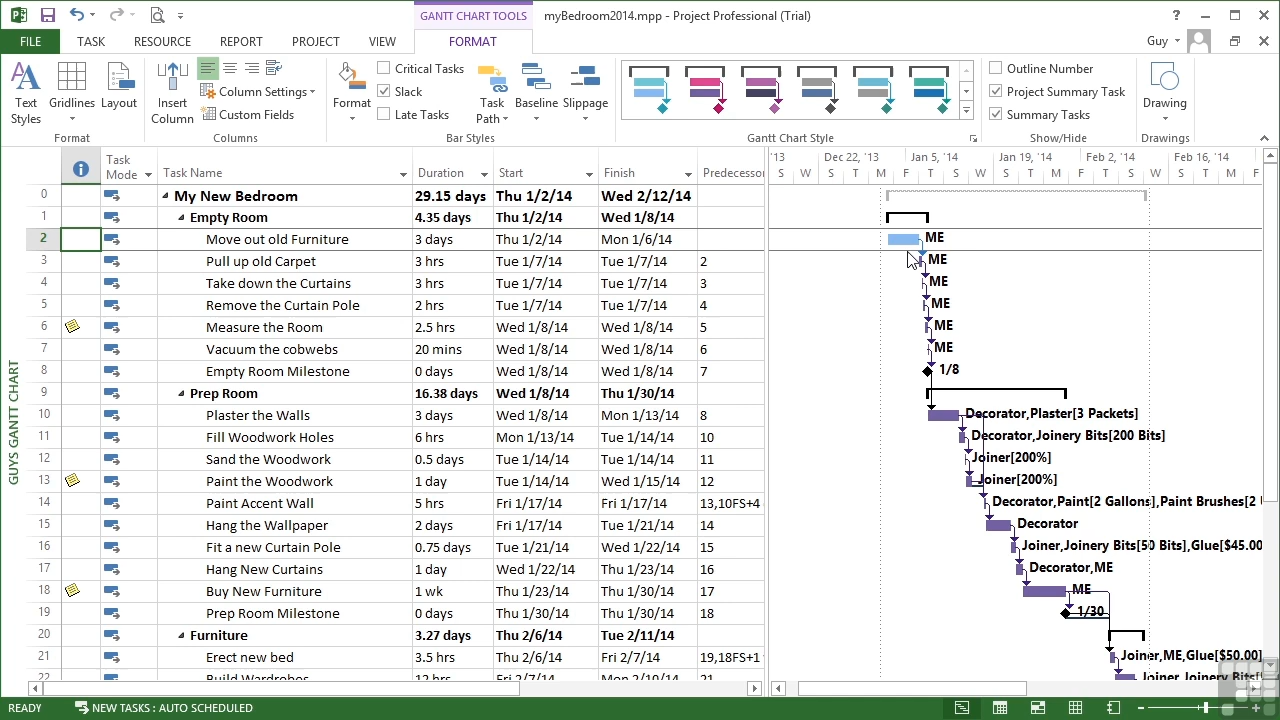 GANTT CHART TOOLS
myBedroom2014.mpp - Project Professional (Trial)
?
FILE TASK RESOURCE REPORT PROJECT VIEW FORMAT
Guy
Text Styles
Gridlines
Layout
Format
Insert Column
Column Settings
Custom Fields
Columns
Format
Critical Tasks
Slack
Late Tasks
Task Path
Baseline
Slippage
Bar Styles
Gantt Chart Style
Outline Number
Project Summary Task
Summary Tasks
Show/Hide
Drawing
Drawings
Task Mode Task Name Duration Start Finish Predecessor
'13 Dec 22, '13 Jan 5, '14 Jan 19, '14 Feb 2, '14 Feb 16, '14
S W S T M F T S W S T M F
0 My New Bedroom 29.15 days Thu 1/2/14 Wed 2/12/14
1 Empty Room 4.35 days Thu 1/2/14 Wed 1/8/14
2 Move out old Furniture 3 days Thu 1/2/14 Mon 1/6/14 ME
3 Pull up old Carpet 3 hrs Tue 1/7/14 Tue 1/7/14 2 ME
4 Take down the Curtains 3 hrs Tue 1/7/14 Tue 1/7/14 3 ME
5 Remove the Curtain Pole 2 hrs Tue 1/7/14 Tue 1/7/14 4 ME
6 Measure the Room 2.5 hrs Wed 1/8/14 Wed 1/8/14 5 ME
7 Vacuum the cobwebs 20 mins Wed 1/8/14 Wed 1/8/14 6 ME
8 Empty Room Milestone 0 days Wed 1/8/14 Wed 1/8/14 7 1/8
9 Prep Room 16.38 days Wed 1/8/14 Thu 1/30/14
10 Plaster the Walls 3 days Wed 1/8/14 Mon 1/13/14 8 Decorator,Plaster[3 Packets]
11 Fill Woodwork Holes 6 hrs Mon 1/13/14 Tue 1/14/14 10 Decorator,Joinery Bits[200 Bits]
12 Sand the Woodwork 0.5 days Tue 1/14/14 Tue 1/14/14 11 Joiner[200%]
13 Paint the Woodwork 1 day Tue 1/14/14 Wed 1/15/14 12 Joiner[200%]
14 Paint Accent Wall 5 hrs Fri 1/17/14 Fri 1/17/14 13,10FS+4 Decorator,Paint[2 Gallons],Paint Brushes[2
15 Hang the Wallpaper 2 days Fri 1/17/14 Tue 1/21/14 14 Decorator
16 Fit a new Curtain Pole 0.75 days Tue 1/21/14 Wed 1/22/14 15 Joiner,Joinery Bits[50 Bits],Glue[$45.00
17 Hang New Curtains 1 day Wed 1/22/14 Thu 1/23/14 16 Decorator,ME
18 Buy New Furniture 1 wk Thu 1/23/14 Thu 1/30/14 17 ME
19 Prep Room Milestone 0 days Thu 1/30/14 Thu 1/30/14 18 1/30
20 Furniture 3.27 days Thu 2/6/14 Tue 2/11/14
21 Erect new bed 3.5 hrs Thu 2/6/14 Fri 2/7/14 19,18FS+1 Joiner,ME,Glue[$50.00]
22 Build Wardrobes 12 hrs Fri 2/7/14 Mon 2/10/14 21 Joiner,Joinery Bits[
GUYS GANTT CHART
READY NEW TASKS : AUTO SCHEDULED